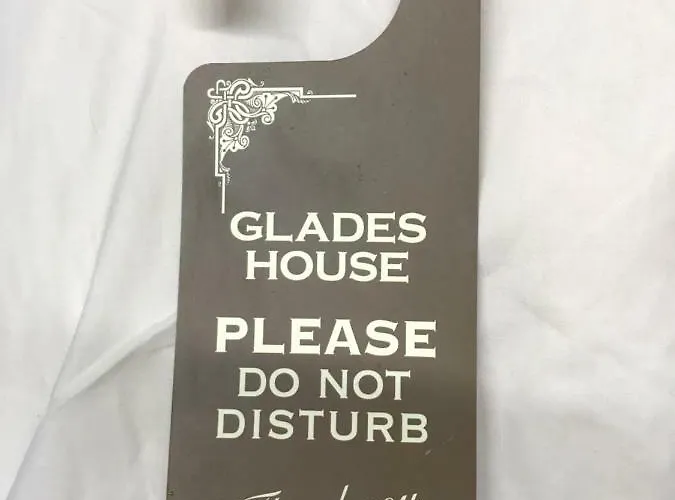 GLADES
HOUSE
PLEASE
DO NOT
DISTURB